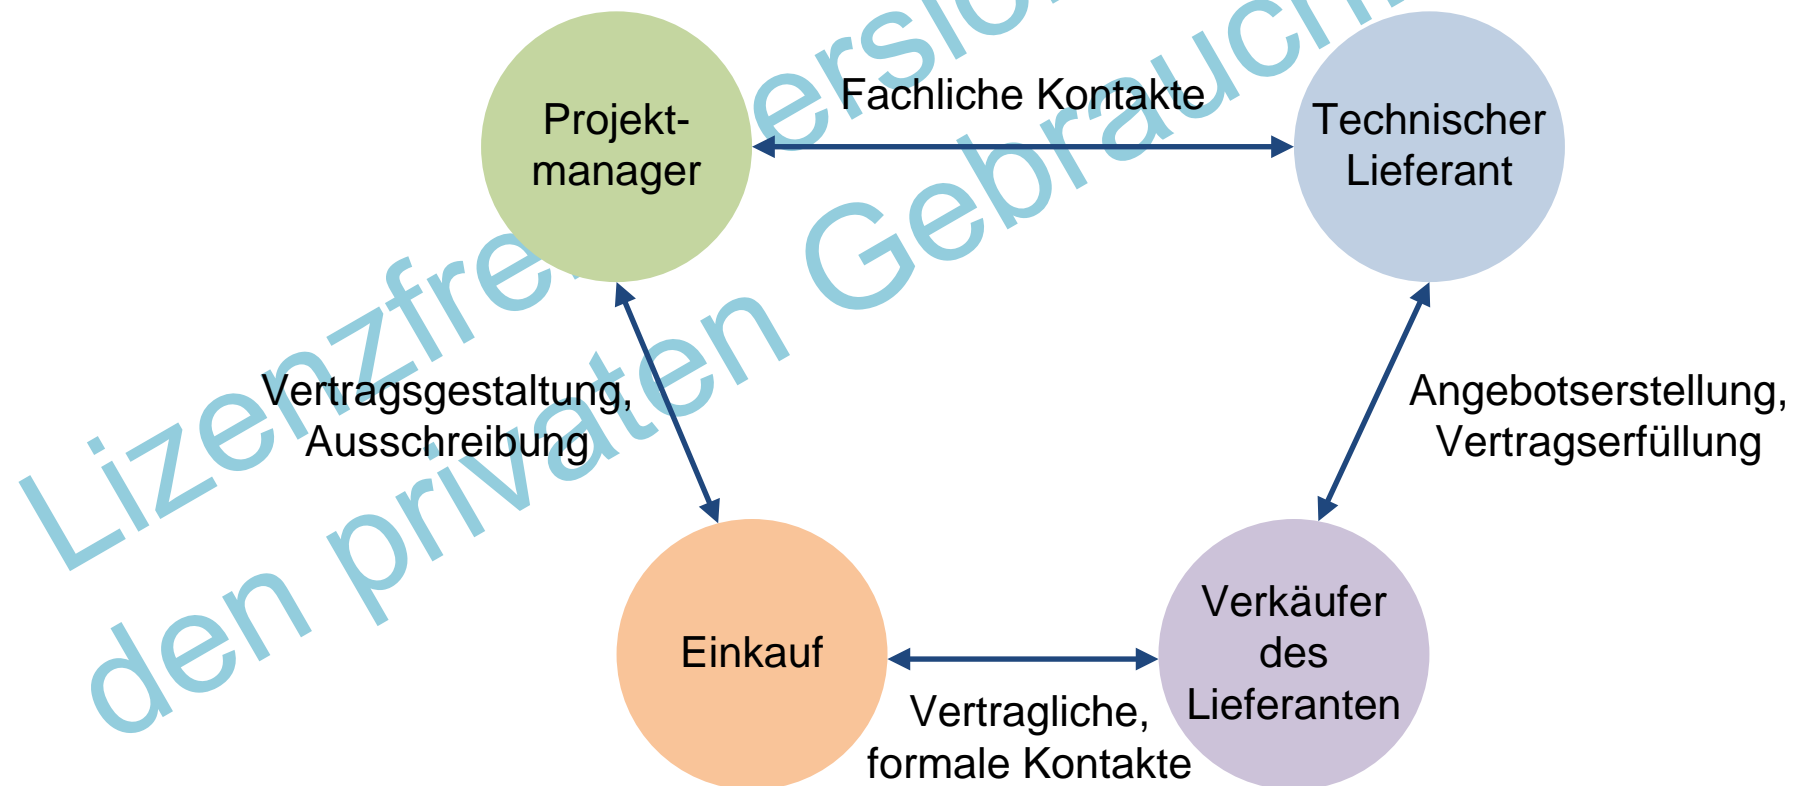 Fachliche Kontakte
Projekt-
manager
Technischer
Lieferant
Vertragsgestaltung,
Ausschreibung
Angebotserstellung,
Vertragserfüllung
Einkauf
Verkäufer
des
Lieferanten
Vertragliche,
formale Kontakte
den privaten Gebrauch